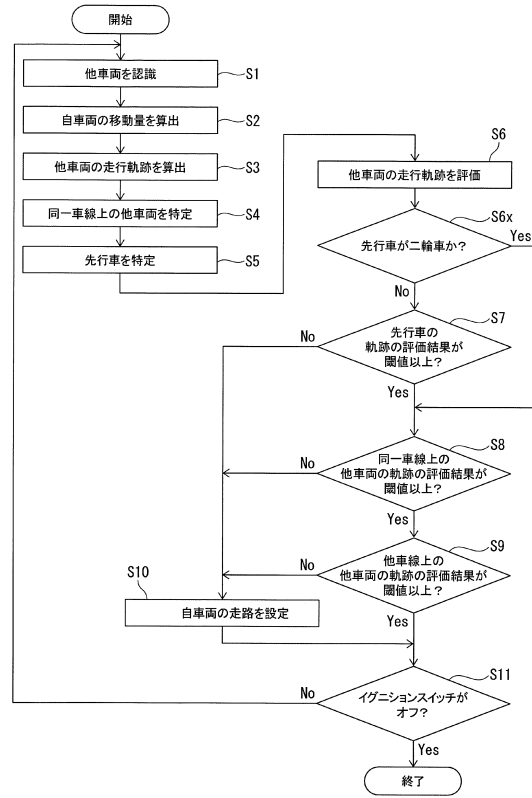 開始
他車両を認識
S1
自車両の移動量を算出
S2
他車両の走行軌跡を算出
S3
同一車線上の他車両を特定
S4
先行車を特定
S5
S6
他車両の走行軌跡を評価
S6x
先行車が二輪車か？
Yes
No
S7
先行車の
軌跡の評価結果が
閾値以上？
No
Yes
S8
同一車線上の
他車両の軌跡の評価結果が
閾値以上？
No
Yes
S9
他車線上の
他車両の軌跡の評価結果が
閾値以上？
No
Yes
S10
自車両の走路を設定
S11
イグニションスイッチが
オフ？
No
Yes
終了